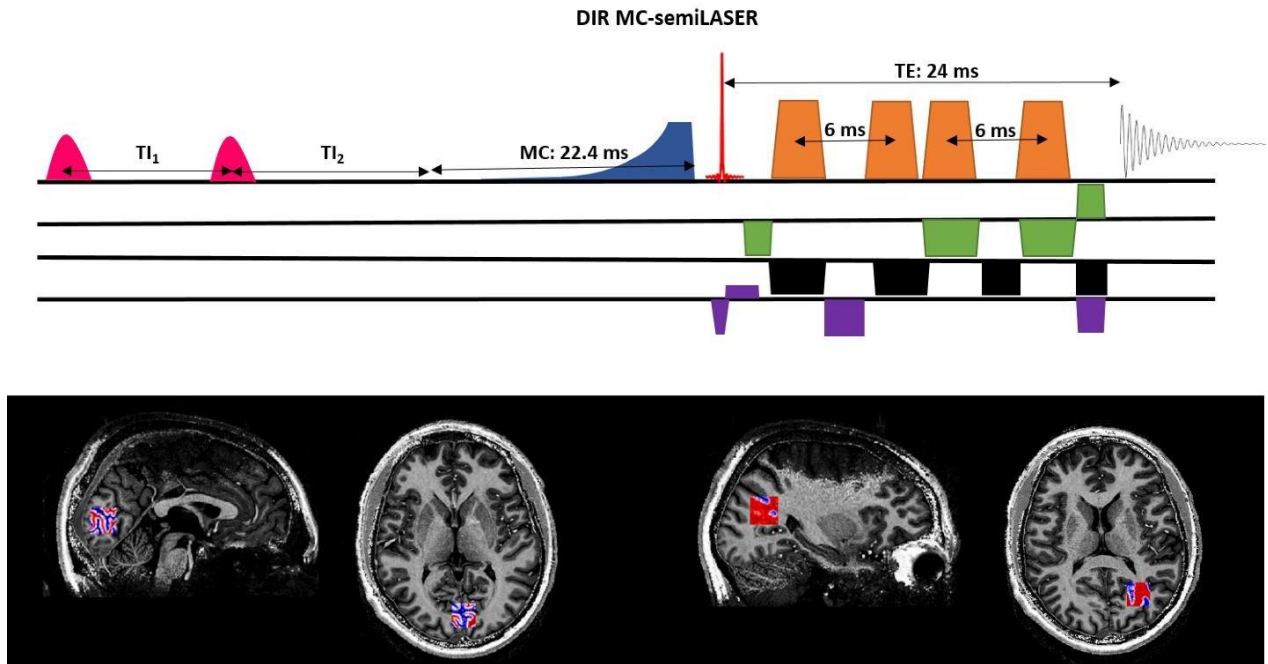 DIR MC-semiLASER
TE: 24 ms
6 ms
6 ms
TI₁
TI₂
MC: 22.4 ms